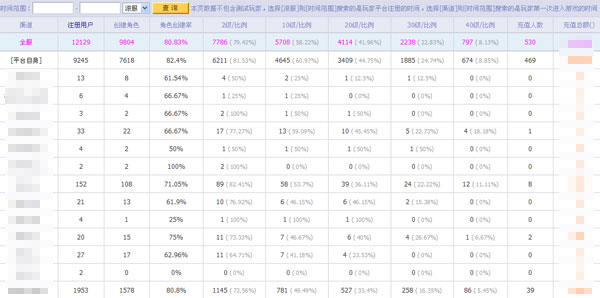 时间范围: - 滚服 查 询 本页数据不包含测试玩家,选择[滚服]则[时间范围]搜索的是玩家平台注册的时间,选择[渠道]则[时间范围]搜索的是玩家第一次进入游戏的时间
渠道 注册用户 创建角色 角色创建率 2级/比例 10级/比例 20级/比例 30级/比例 40级/比例 充值人数 充值总额()
全服 12129 9804 80.83% 7786 (79.42%) 5708 (58.22%) 4114 (41.96%) 2238 (22.83%) 797 (8.13%) 530
[平台自身] 9245 7618 82.4% 6211 (81.53%) 4645 (60.97%) 3409 (44.75%) 1885 (24.74%) 674 (8.85%) 469
13 8 61.54% 4 (50%) 2 (25%) 1 (12.5%) 1 (12.5%) 0 (0%) 0
6 4 66.67% 1 (25%) 1 (25%) 0 (0%) 0 (0%) 0 (0%) 0
3 2 66.67% 2 (100%) 1 (50%) 1 (50%) 0 (0%) 0 (0%) 0
33 22 66.67% 17 (77.27%) 13 (59.09%) 10 (45.45%) 5 (22.73%) 4 (18.18%) 1
4 2 50% 1 (50%) 1 (50%) 1 (50%) 1 (50%) 0 (0%) 0
2 2 100% 2 (100%) 0 (0%) 0 (0%) 0 (0%) 0 (0%) 0
152 108 71.05% 89 (82.41%) 58 (53.7%) 39 (36.11%) 24 (22.22%) 12 (11.11%) 8
21 13 61.9% 10 (76.92%) 6 (46.15%) 6 (46.15%) 2 (15.38%) 0 (0%) 0
4 1 25% 1 (100%) 1 (100%) 1 (100%) 0 (0%) 0 (0%) 0
20 15 75% 11 (73.33%) 7 (46.67%) 6 (40%) 4 (26.67%) 1 (6.67%) 2
27 17 62.96% 11 (64.71%) 7 (41.18%) 4 (23.53%) 0 (0%) 0 (0%) 0
2 0 0% 0 (0%) 0 (0%) 0 (0%) 0 (0%) 0 (0%) 0
1953 1578 80.8% 1145 (72.56%) 781 (49.49%) 527 (33.4%) 258 (16.35%) 86 (5.45%) 39